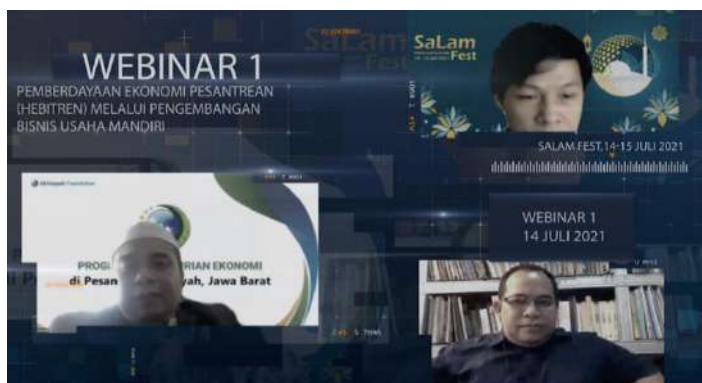 WEBINAR 1
PEMBERDAYAAN EKONOMI PESANTREAN
(HEBITREN) MELALUI PENGEMBANGAN
BISNIS USAHA MANDIRI
SaLam
Fest
SALAM FEST,14-15 JULI 2021
WEBINAR 1
14 JULI 2021
EKONOMI
di Jawa Barat